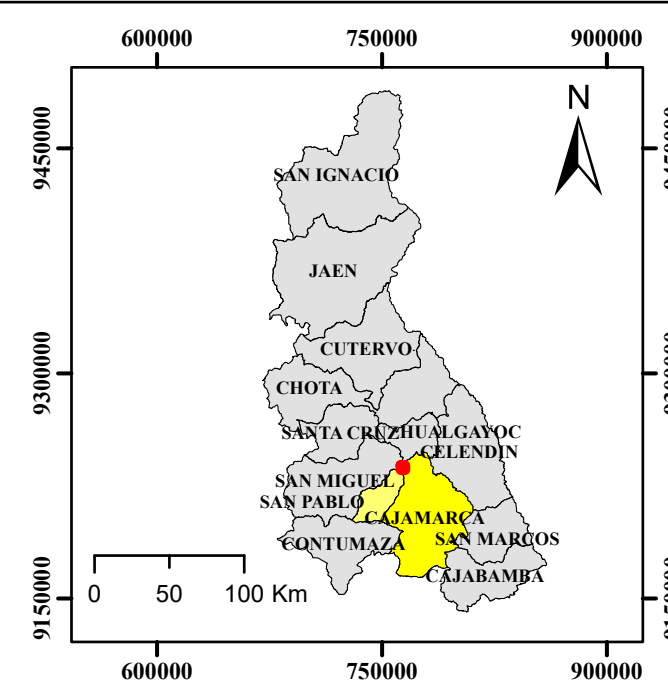 600000 750000 900000
N
9450000
9300000
9150000
SAN IGNACIO
JAEN
CUTERVO
CHOTA
SANTA CRUZ HUALGAYOC
CELENDIN
SAN MIGUEL
SAN PABLO
CAJAMARCA
SAN MARCOS
CONTUMAZA
CAJABAMBA
0 50 100 Km
600000 750000 900000